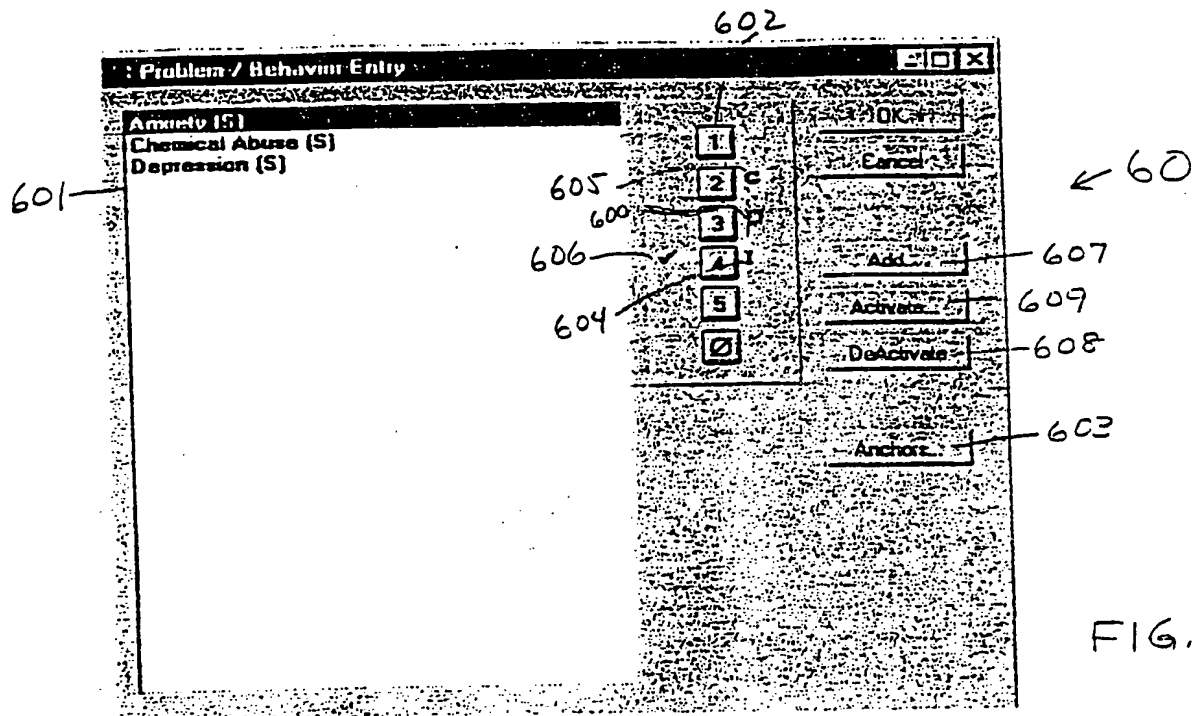 602
: Problem / Behavior Entry
Anxiety (S)
Chemical Abuse (S)
Depression (S)
601
1
605 2 C
600 3 P
606 4 I
604
5
Ø
OK
Cancel
60
Add... 607
Activate... 609
DeActivate 608
Anchors... 603
FIG.